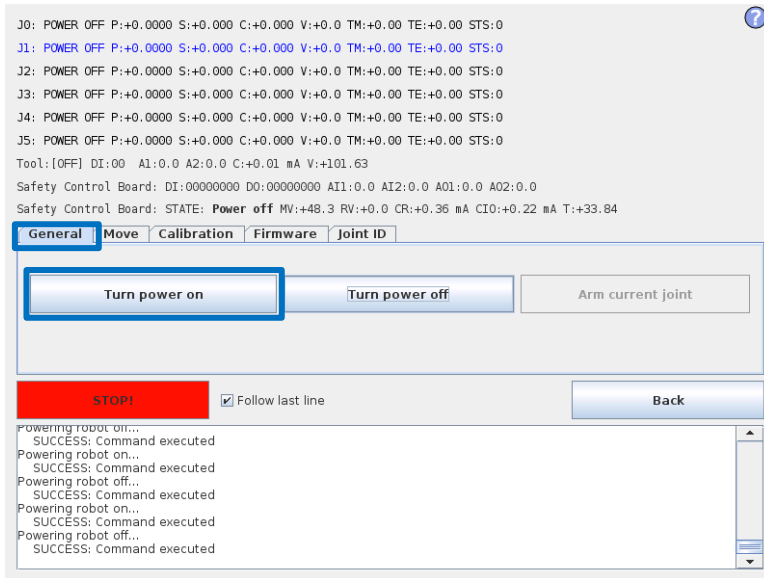 ?
J0: POWER OFF P:+0.0000 S:+0.000 C:+0.000 V:+0.0 TM:+0.00 TE:+0.00 STS:0
J1: POWER OFF P:+0.0000 S:+0.000 C:+0.000 V:+0.0 TM:+0.00 TE:+0.00 STS:0
J2: POWER OFF P:+0.0000 S:+0.000 C:+0.000 V:+0.0 TM:+0.00 TE:+0.00 STS:0
J3: POWER OFF P:+0.0000 S:+0.000 C:+0.000 V:+0.0 TM:+0.00 TE:+0.00 STS:0
J4: POWER OFF P:+0.0000 S:+0.000 C:+0.000 V:+0.0 TM:+0.00 TE:+0.00 STS:0
J5: POWER OFF P:+0.0000 S:+0.000 C:+0.000 V:+0.0 TM:+0.00 TE:+0.00 STS:0
Tool:[OFF] DI:00 A1:0.0 A2:0.0 C:+0.01 mA V:+101.63
Safety Control Board: DI:00000000 DO:00000000 AI1:0.0 AI2:0.0 AO1:0.0 AO2:0.0
Safety Control Board: STATE: Power off MV:+48.3 RV:+0.0 CR:+0.36 mA CIO:+0.22 mA T:+33.84
General Move Calibration Firmware Joint ID
Turn power on Turn power off Arm current joint
STOP! Follow last line Back
Powering robot off...
SUCCESS: Command executed
Powering robot on...
SUCCESS: Command executed
Powering robot off...
SUCCESS: Command executed
Powering robot on...
SUCCESS: Command executed
Powering robot off...
SUCCESS: Command executed